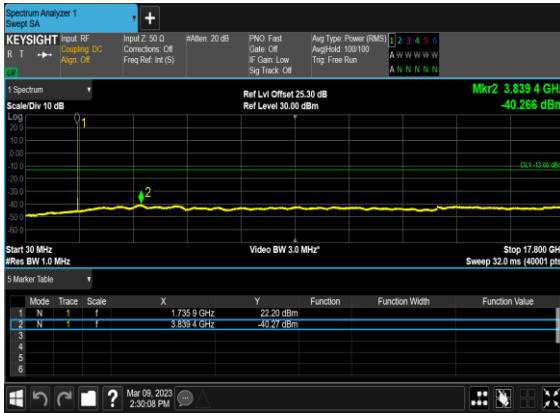 Spectrum Analyzer 1
Swept SA
+
KEYSIGHT Input: RF Input Z: 50 Ω #Atten: 20 dB PNO: Fast Avg Type: Power (RMS) 1 2 3 4 5 6
R T Coupling: DC Corrections: Off Gate: Off Avg|Hold: 100/100 A W W W W W
Align: Off Freq Ref: Int (S) IF Gain: Low Trig: Free Run
Sig Track: Off A N N N N N
1 Spectrum Ref Lvl Offset 25.30 dB Mkr2 3.839 4 GHz
Scale/Div 10 dB Ref Level 30.00 dBm -40.266 dBm
Log
20.0 1
10.0
0.00
-10.0 DL1 -13.00 dBm
-20.0
-30.0 2
-40.0
-50.0
-60.0
Start 30 MHz Video BW 3.0 MHz* Stop 17.800 GHz
#Res BW 1.0 MHz Sweep 32.0 ms (40001 pts)
5 Marker Table
Mode Trace Scale X Y Function Function Width Function Value
1 N 1 f 1.735 9 GHz 22.20 dBm
2 N 1 f 3.839 4 GHz -40.27 dBm
3
4
5
6
? Mar 09, 2023
2:30:08 PM